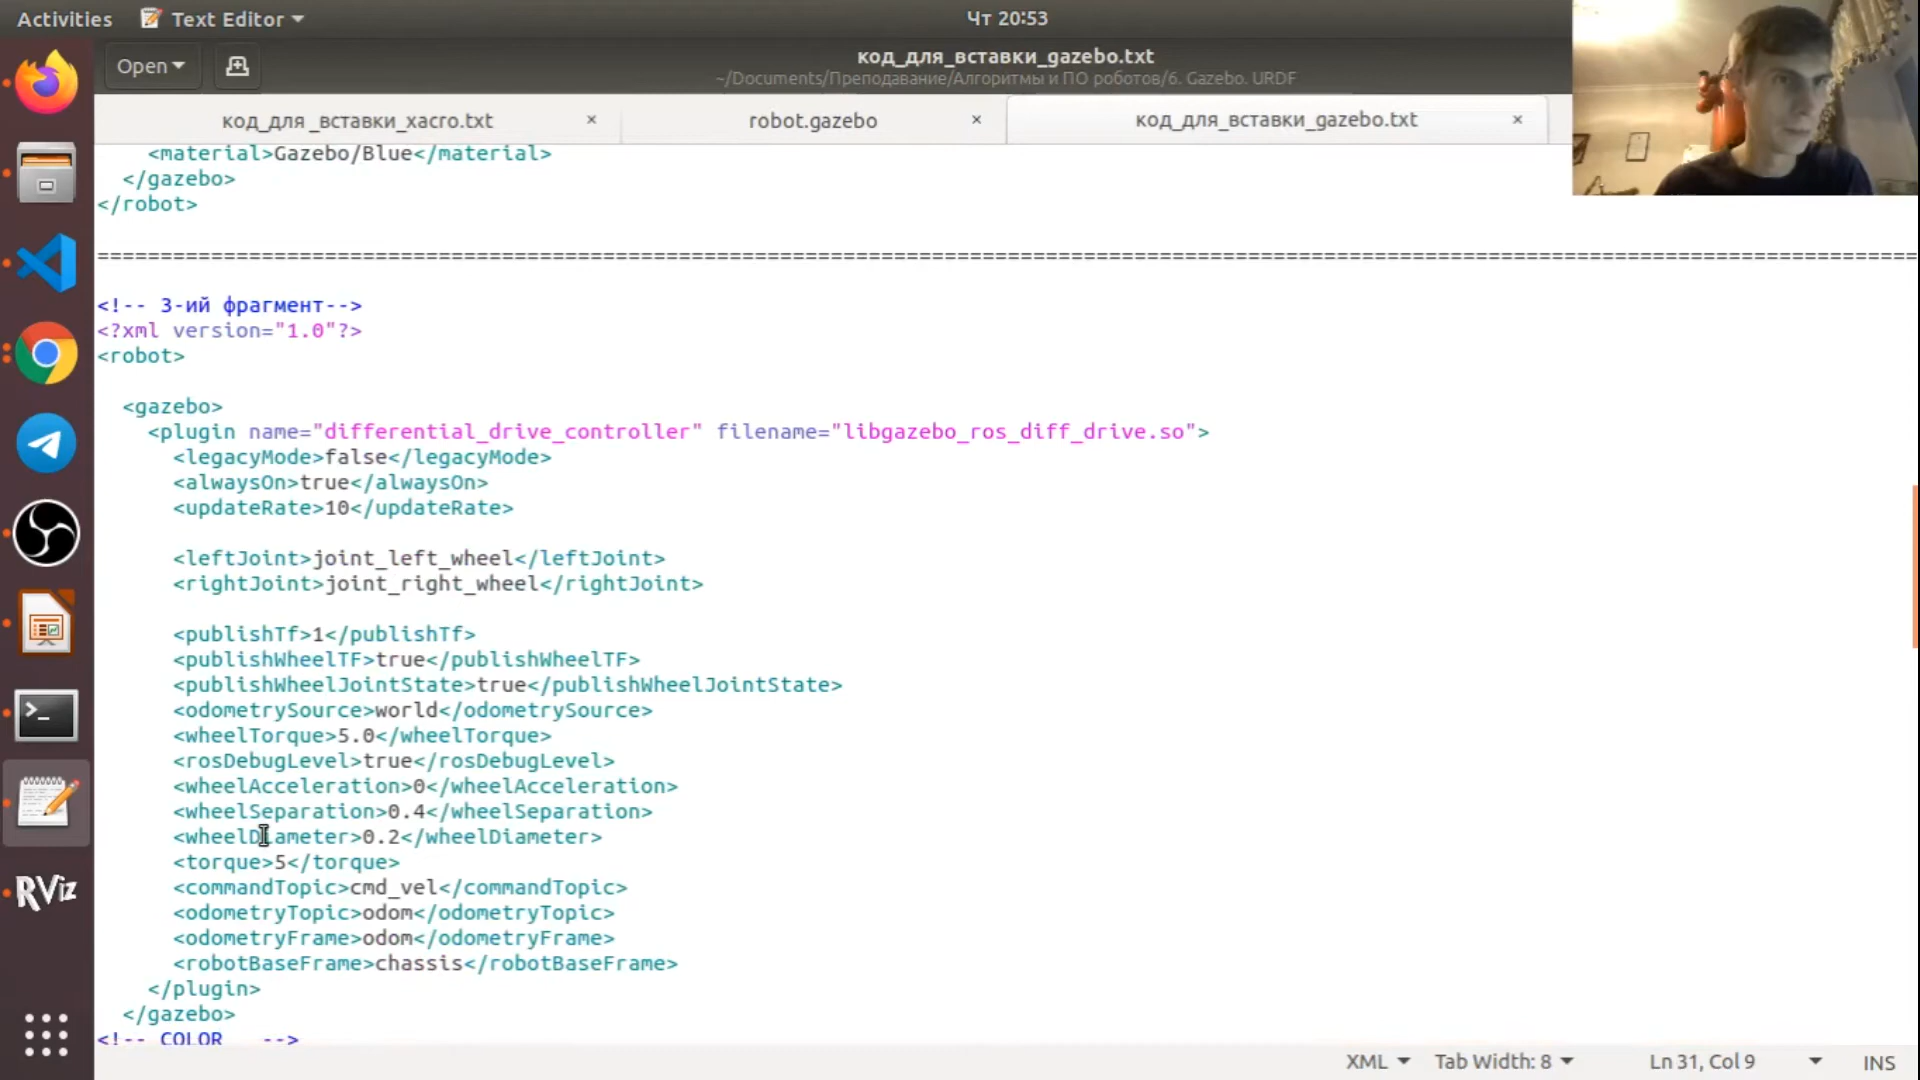 Activities
Text Editor
Чт 20:53
Open
код_для_вставки_gazebo.txt
~/Documents/Преподавание/Алгоритмы и ПО роботов/6. Gazebo. URDF
код_для _вставки_xacro.txt
robot.gazebo
код_для_вставки_gazebo.txt
<material>Gazebo/Blue</material>
</gazebo>
</robot>
================================================================================================================================================
<!-- 3-ий фрагмент-->
<?xml version="1.0"?>
<robot>
<gazebo>
<plugin name="differential_drive_controller" filename="libgazebo_ros_diff_drive.so">
<legacyMode>false</legacyMode>
<alwaysOn>true</alwaysOn>
<updateRate>10</updateRate>
<leftJoint>joint_left_wheel</leftJoint>
<rightJoint>joint_right_wheel</rightJoint>
<publishTf>1</publishTf>
<publishWheelTF>true</publishWheelTF>
<publishWheelJointState>true</publishWheelJointState>
<odometrySource>world</odometrySource>
<wheelTorque>5.0</wheelTorque>
<rosDebugLevel>true</rosDebugLevel>
<wheelAcceleration>0</wheelAcceleration>
<wheelSeparation>0.4</wheelSeparation>
<wheelDiameter>0.2</wheelDiameter>
<torque>5</torque>
<commandTopic>cmd_vel</commandTopic>
<odometryTopic>odom</odometryTopic>
<odometryFrame>odom</odometryFrame>
<robotBaseFrame>chassis</robotBaseFrame>
</plugin>
</gazebo>
<!-- COLOR -->
RViz
XML
Tab Width: 8
Ln 31, Col 9
INS